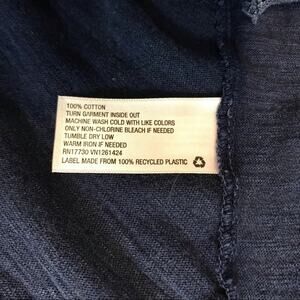 100% COTTON
TURN GARMENT INSIDE OUT
MACHINE WASH COLD WITH LIKE COLORS
ONLY NON-CHLORINE BLEACH IF NEEDED
TUMBLE DRY LOW
WARM IRON IF NEEDED
RN17730 VN1261424
LABEL MADE FROM 100% RECYCLED PLASTIC